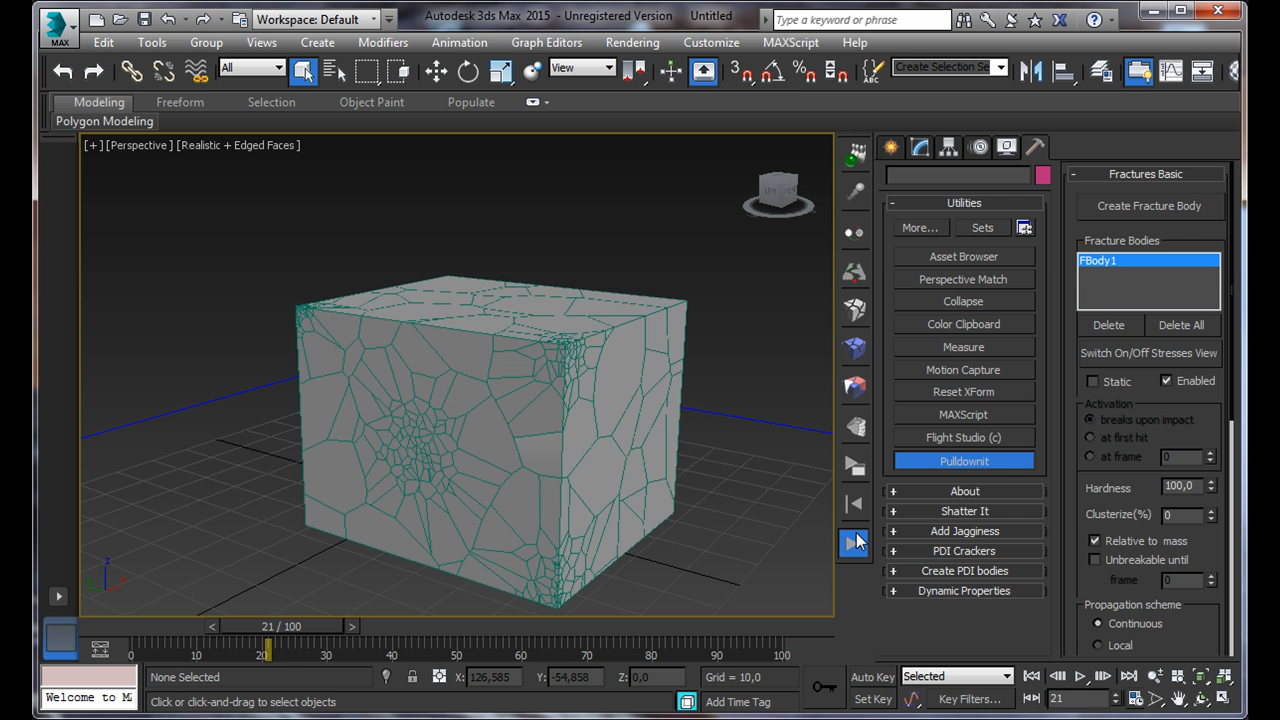 Workspace: Default
Autodesk 3ds Max 2015 - Unregistered Version
Untitled
Type a keyword or phrase
MAX
Edit
Tools
Group
Views
Create
Modifiers
Animation
Graph Editors
Rendering
Customize
MAXScript
Help
All
View
3
%
ABC
Create Selection Se
Modeling
Freeform
Selection
Object Paint
Populate
Polygon Modeling
[+] [Perspective ] [Realistic + Edged Faces ]
z
x
- Utilities
More...
Sets
Asset Browser
Perspective Match
Collapse
Color Clipboard
Measure
Motion Capture
Reset XForm
MAXScript
Flight Studio (c)
Pulldownit
+ About
+ Shatter It
+ Add Jagginess
+ PDI Crackers
+ Create PDI bodies
+ Dynamic Properties
- Fractures Basic
Create Fracture Body
Fracture Bodies
FBody1
Delete
Delete All
Switch On/Off Stresses View
Static
Enabled
Activation
breaks upon impact
at first hit
at frame
0
Hardness
100,0
Clusterize(%)
0
Relative to mass
Unbreakable until
frame
0
Propagation scheme
Continuous
Local
< 21 / 100 >
0 10 20 30 40 50 60 70 80 90 100
None Selected
X: 126,585
Y: -54,858
Z: 0,0
Grid = 10,0
Auto Key
Selected
Welcome to M
Click or click-and-drag to select objects
Add Time Tag
Set Key
Key Filters...
21